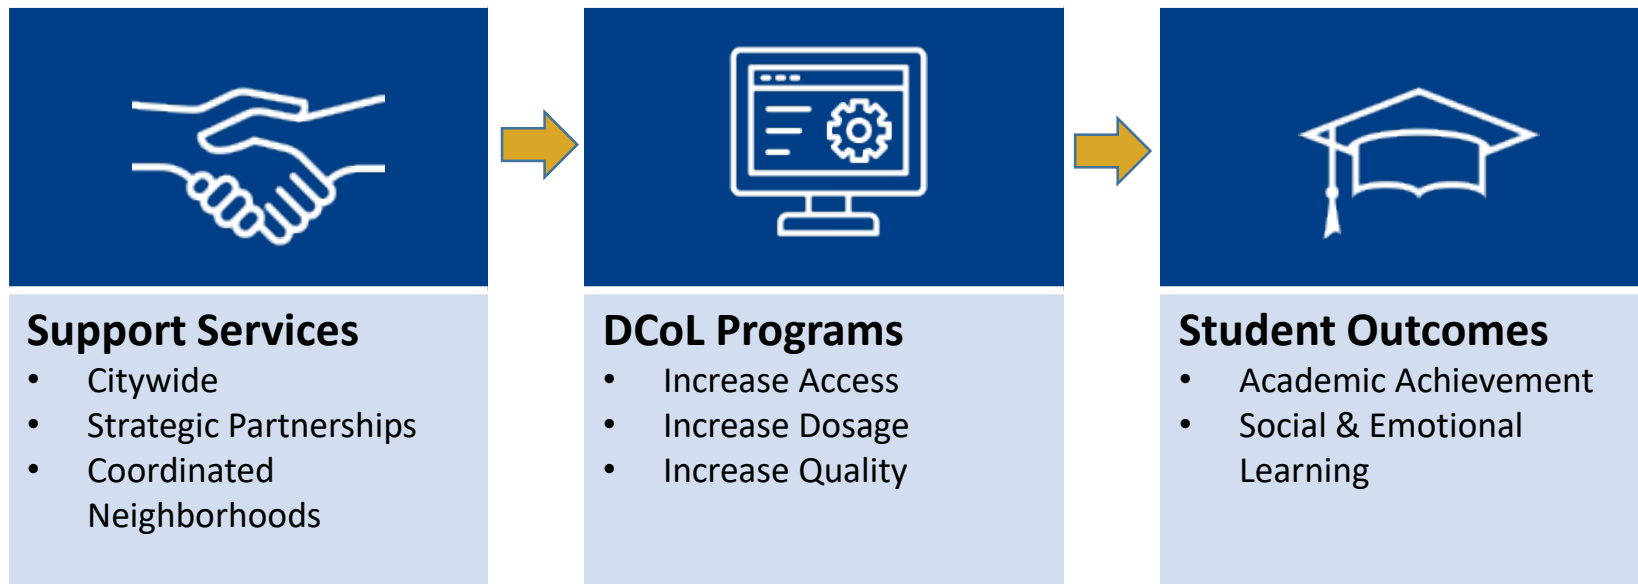 Support Services
• Citywide
• Strategic Partnerships
• Coordinated
Neighborhoods
DCoL Programs
• Increase Access
• Increase Dosage
• Increase Quality
Student Outcomes
• Academic Achievement
• Social & Emotional
Learning